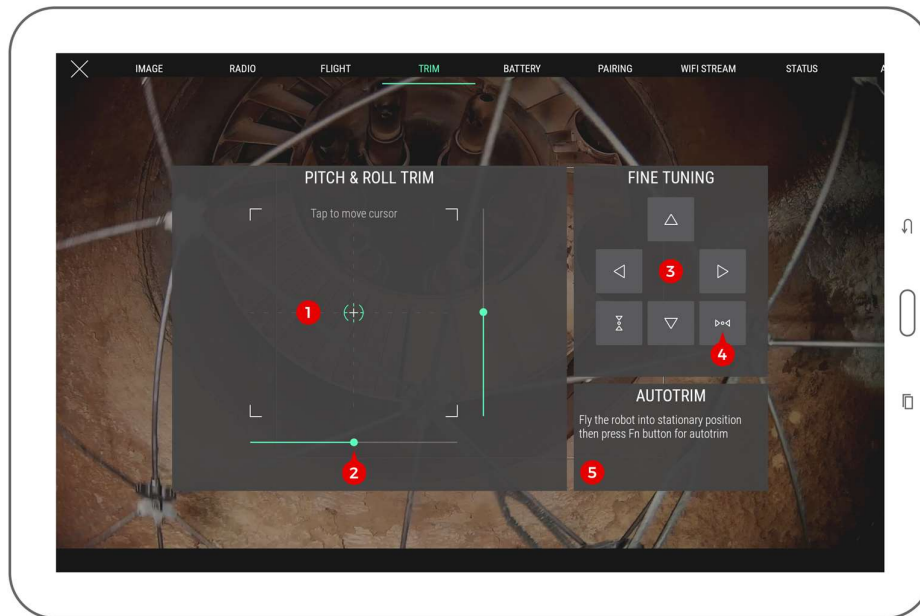 IMAGE RADIO FLIGHT TRIM BATTERY PAIRING WIFI STREAM STATUS
PITCH & ROLL TRIM
Tap to move cursor
1
2
FINE TUNING
3
4
AUTOTRIM
Fly the robot into stationary position
then press Fn button for autotrim
5